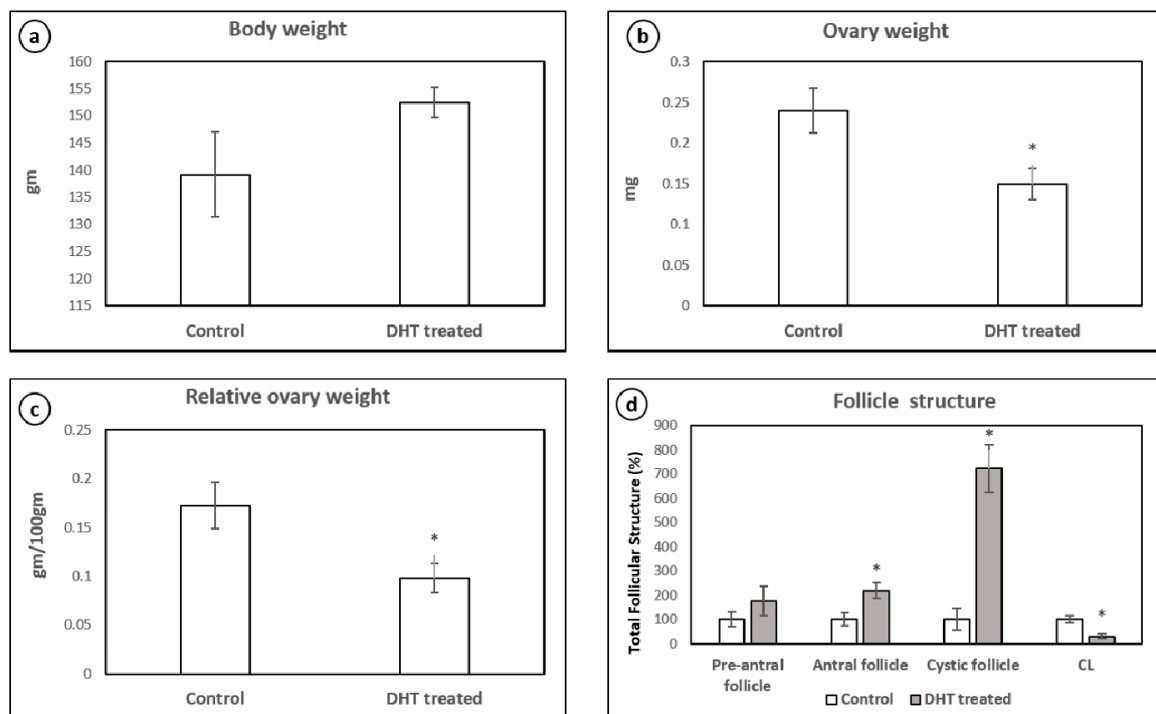 a
Body weight
160
155
150
145
140
135
130
125
120
115
gm
Control DHT treated
b
Ovary weight
0.3
0.25
0.2
0.15
0.1
0.05
0
mg
*
Control DHT treated
c
Relative ovary weight
0.25
0.2
0.15
0.1
0.05
0
gm/100gm
*
Control DHT treated
d
Follicle structure
900
800
700
600
500
400
300
200
100
0
Total Follicular Structure (%)
*
*
*
Pre-antral
follicle
Antral follicle
Cystic follicle
CL
Control DHT treated